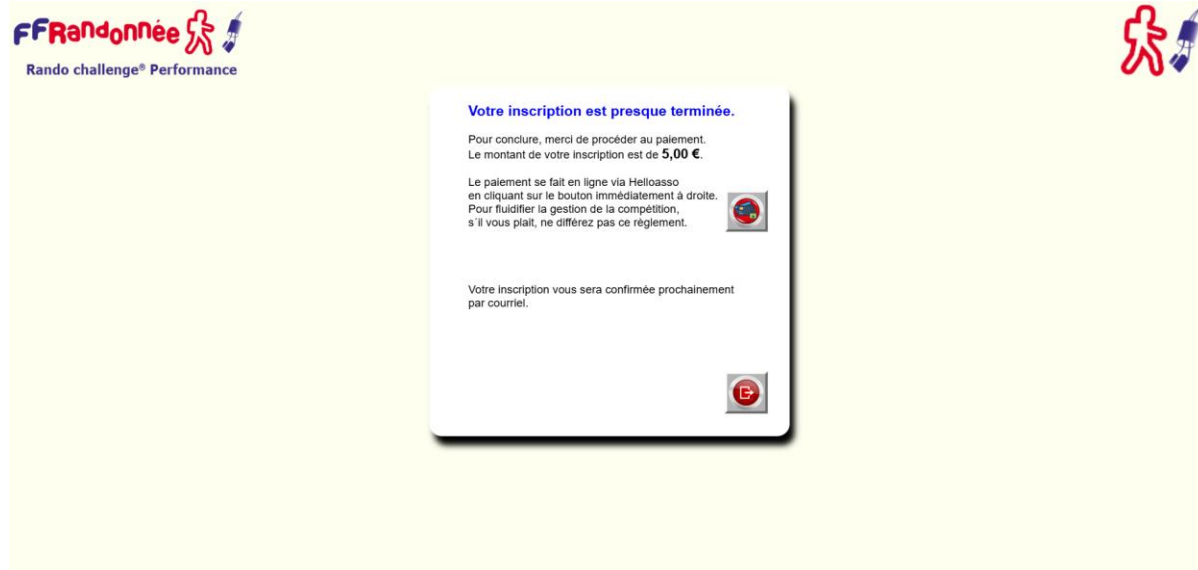 FFRandonnée
Rando challenge® Performance
Votre inscription est presque terminée.
Pour conclure, merci de procéder au paiement.
Le montant de votre inscription est de 5,00 €.
Le paiement se fait en ligne via Helloasso
en cliquant sur le bouton immédiatement à droite.
Pour fluidifier la gestion de la compétition,
s´il vous plait, ne différez pas ce règlement.
Votre inscription vous sera confirmée prochainement
par courriel.